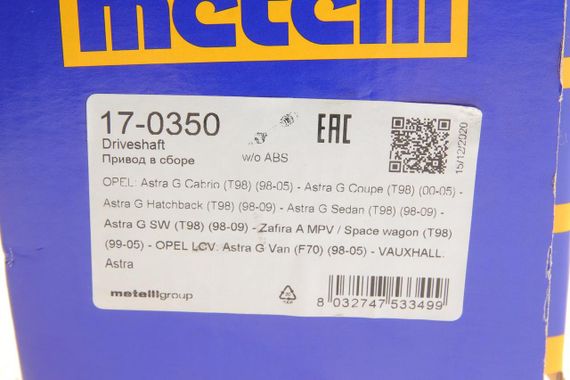 metelli
17-0350
Driveshaft
Привод в сборе
w/o ABS
EAC
15/12/2020
OPEL: Astra G Cabrio (T98) (98-05) - Astra G Coupe (T98) (00-05) -
Astra G Hatchback (T98) (98-09) - Astra G Sedan (T98) (98-09) -
Astra G SW (T98) (98-09) - Zafira A MPV / Space wagon (T98)
(99-05) - OPEL LCV: Astra G Van (F70) (98-05) - VAUXHALL:
Astra
metelligroup
8 032747 533499